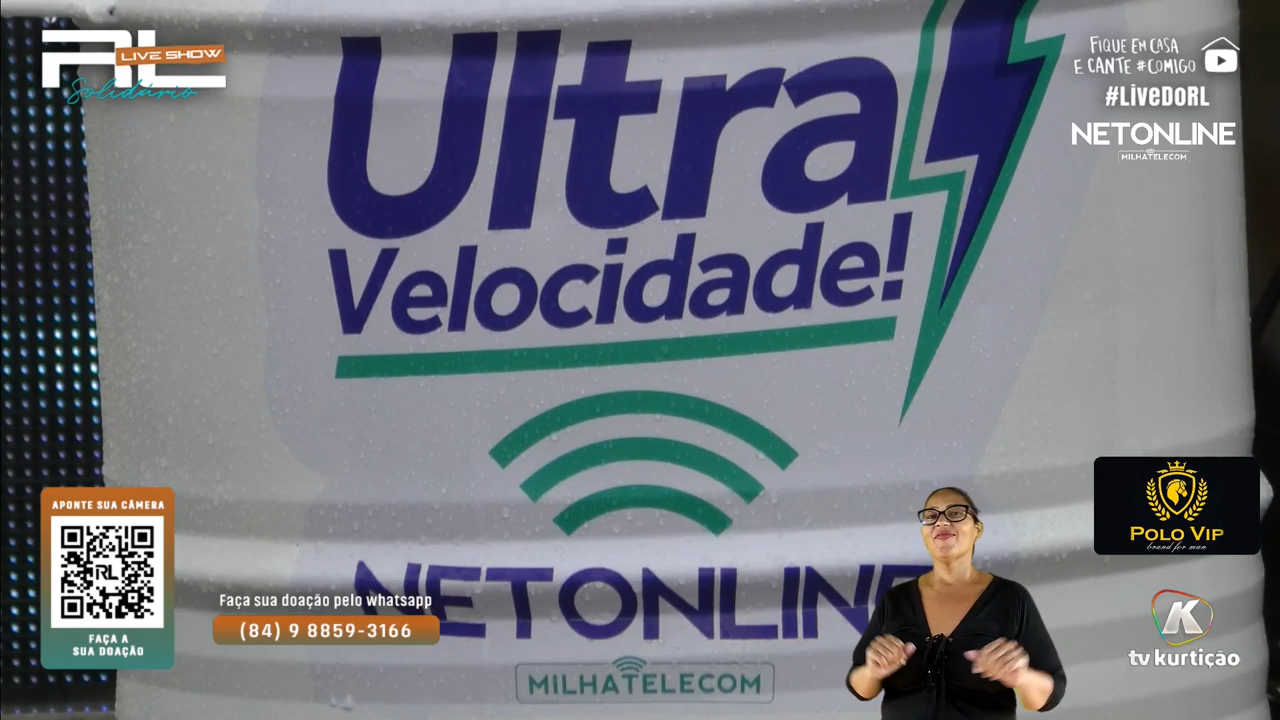 RL
LIVE SHOW
Solidário
FIQUE EM CASA
E CANTE #COMIGO
#LIVEDORL
NETONLINE
MILHATELECOM
Ultra
Velocidade!
NETONLINE
MILHATELECOM
APONTE SUA CÂMERA
RL
FAÇA A
SUA DOAÇÃO
Faça sua doação pelo whatsapp
(84) 9 8859-3166
POLO VIP
brand for man
K
tv kurtição